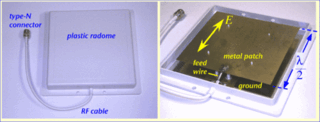 type-N
connector
plastic radome
RF cable
E
metal patch
feed
wire
ground
λ
2